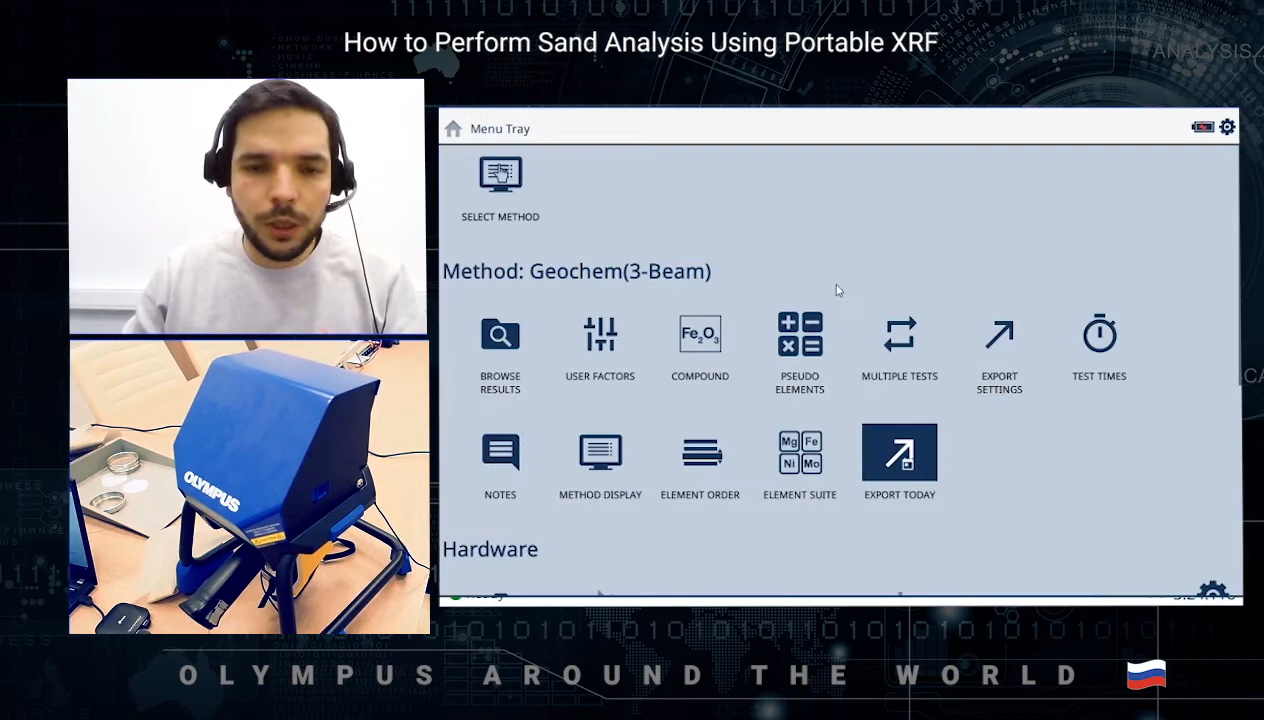 How to Perform Sand Analysis Using Portable XRF
ANALYSIS
Menu Tray
SELECT METHOD
Method: Geochem(3-Beam)
Fe2O3
BROWSE RESULTS
USER FACTORS
COMPOUND
PSEUDO ELEMENTS
MULTIPLE TESTS
EXPORT SETTINGS
TEST TIMES
Mg Fe
Ni Mo
NOTES
METHOD DISPLAY
ELEMENT ORDER
ELEMENT SUITE
EXPORT TODAY
Hardware
OLYMPUS
OLYMPUS AROUND THE WORLD